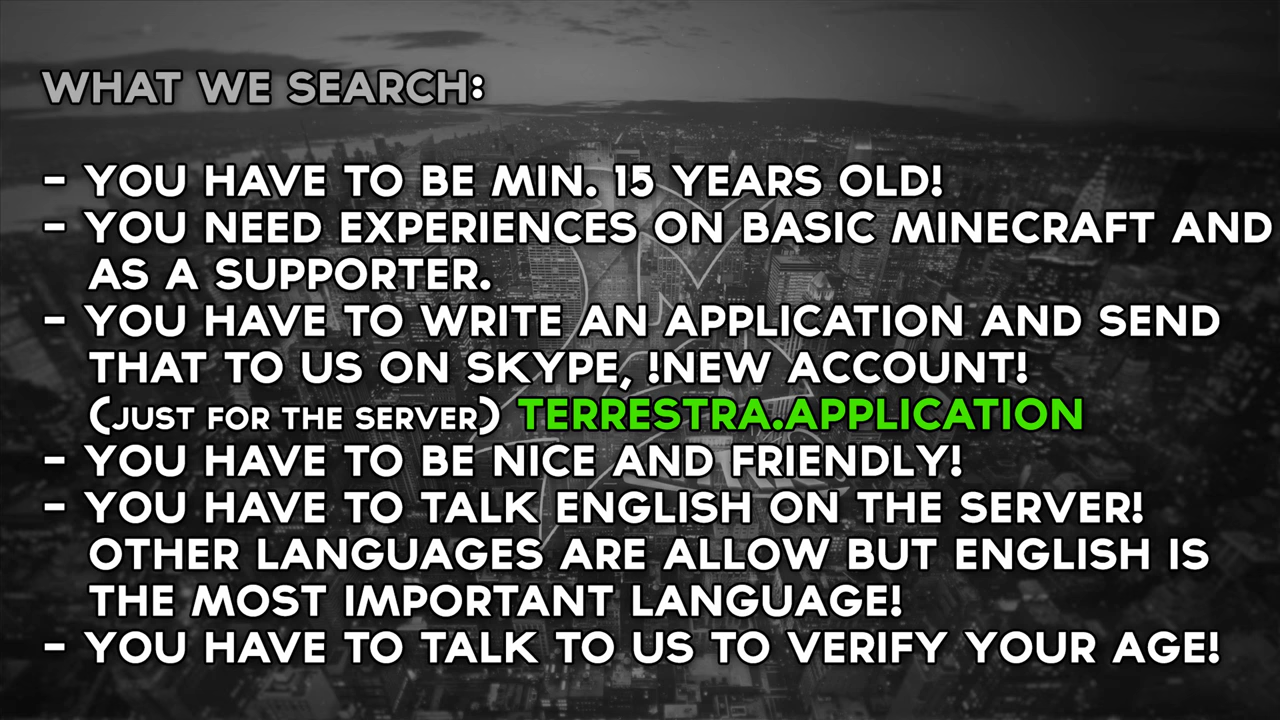 WHAT WE SEARCH:
- YOU HAVE TO BE MIN. 15 YEARS OLD!
- YOU NEED EXPERIENCES ON BASIC MINECRAFT AND
AS A SUPPORTER.
- YOU HAVE TO WRITE AN APPLICATION AND SEND
THAT TO US ON SKYPE, !NEW ACCOUNT!
(JUST FOR THE SERVER) TERRESTRA.APPLICATION
- YOU HAVE TO BE NICE AND FRIENDLY!
- YOU HAVE TO TALK ENGLISH ON THE SERVER!
OTHER LANGUAGES ARE ALLOW BUT ENGLISH IS
THE MOST IMPORTANT LANGUAGE!
- YOU HAVE TO TALK TO US TO VERIFY YOUR AGE!